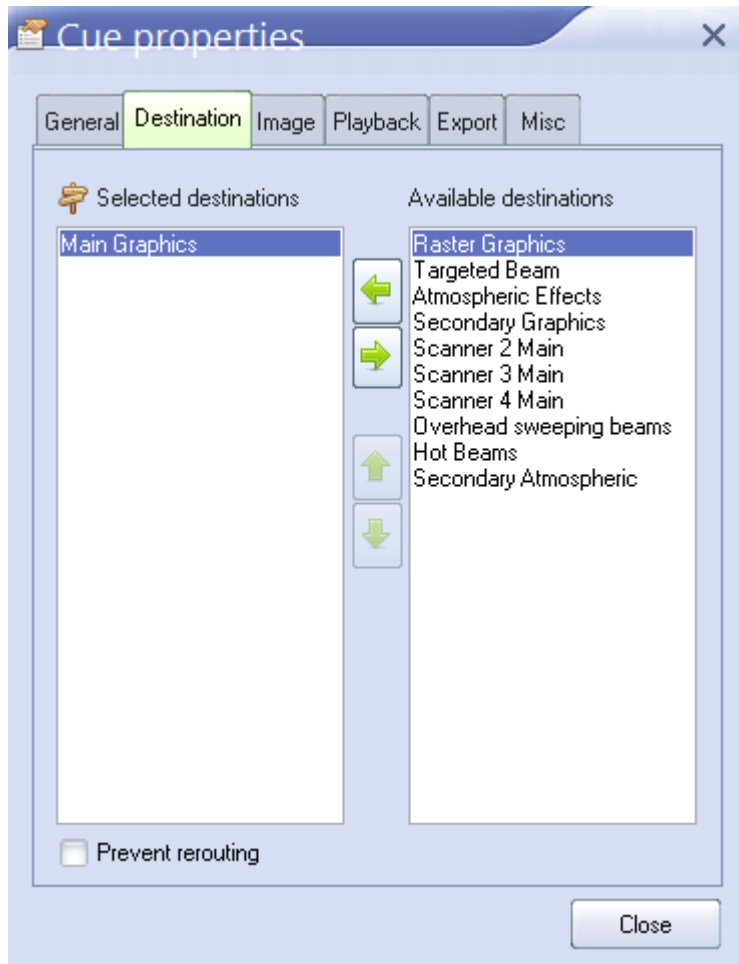 Cue properties
General Destination Image Playback Export Misc
Selected destinations
Main Graphics
Available destinations
Raster Graphics
Targeted Beam
Atmospheric Effects
Secondary Graphics
Scanner 2 Main
Scanner 3 Main
Scanner 4 Main
Overhead sweeping beams
Hot Beams
Secondary Atmospheric
Prevent rerouting
Close